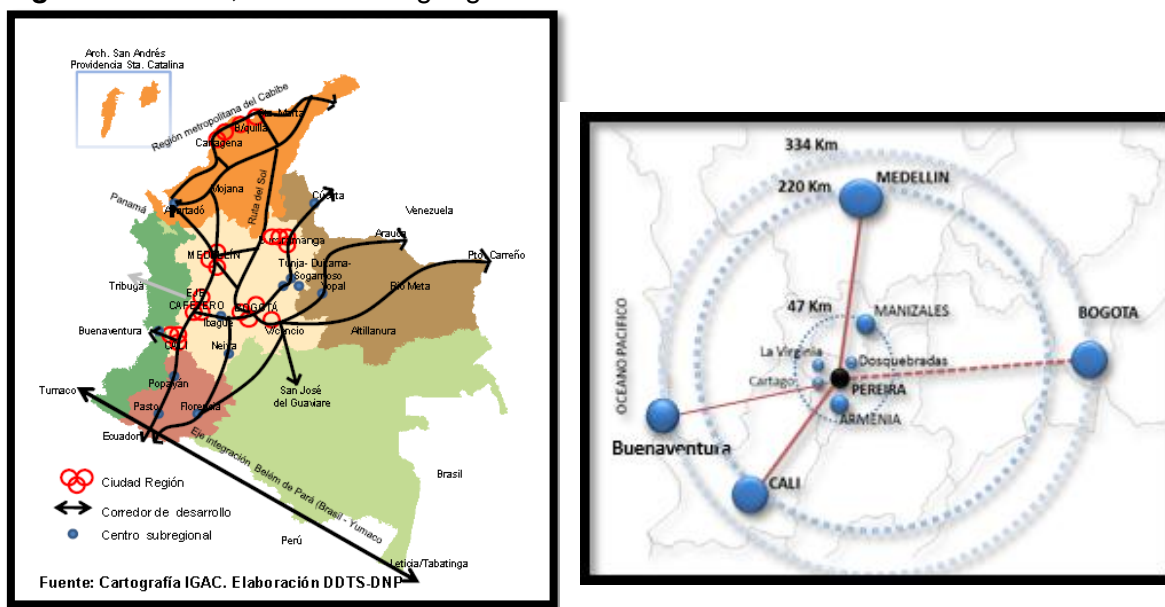 Arch. San Andrés
Providencia Sta. Catalina
Región metropolitana del Cabibe
Sta. Marta
B/quilla
Cartagena
Mojana
Ruta del Sol
Panamá
Apartadó
Cúcuta
Venezuela
Bucaramanga
Arauca
MEDELLÍN
Pto. Carreño
Tunja- Duitama-
Sogamoso
Tribuga
Yopal
Río Meta
EJE
CAFETERO
BOGOTÁ
Ibagué
Buenaventura
Vicencio
Altillanura
CALI
Neiva
Popayán
Tumaco
San José
del Guaviare
Pasto
Florencia
Ecuador
Eje integración Belém de Pará (Brasil - Yumaco
Brasil
Ciudad Región
Corredor de desarrollo
Centro subregional
Perú
Leticia/Tabatinga
Fuente: Cartografía IGAC. Elaboración DDTS-DNP
334 Km
MEDELLIN
220 Km
47 Km
MANIZALES
BOGOTA
OCEANO PACIFICO
La Virginia
Dosquebradas
Cartago
PEREIRA
ARMENIA
Buenaventura
CALI